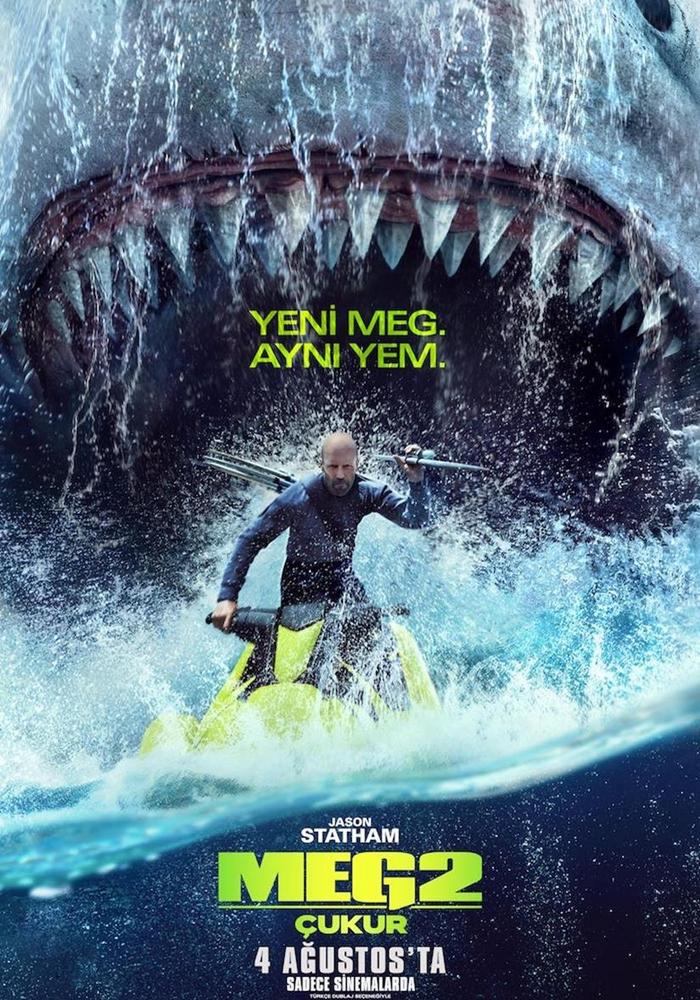 YENİ MEG.
AYNI YEM.
JASON
STATHAM
MEG2
ÇUKUR
4 AĞUSTOS'TA
SADECE SİNEMALARDA
TÜRKÇE DUBLAJ SEÇENEĞİYLE